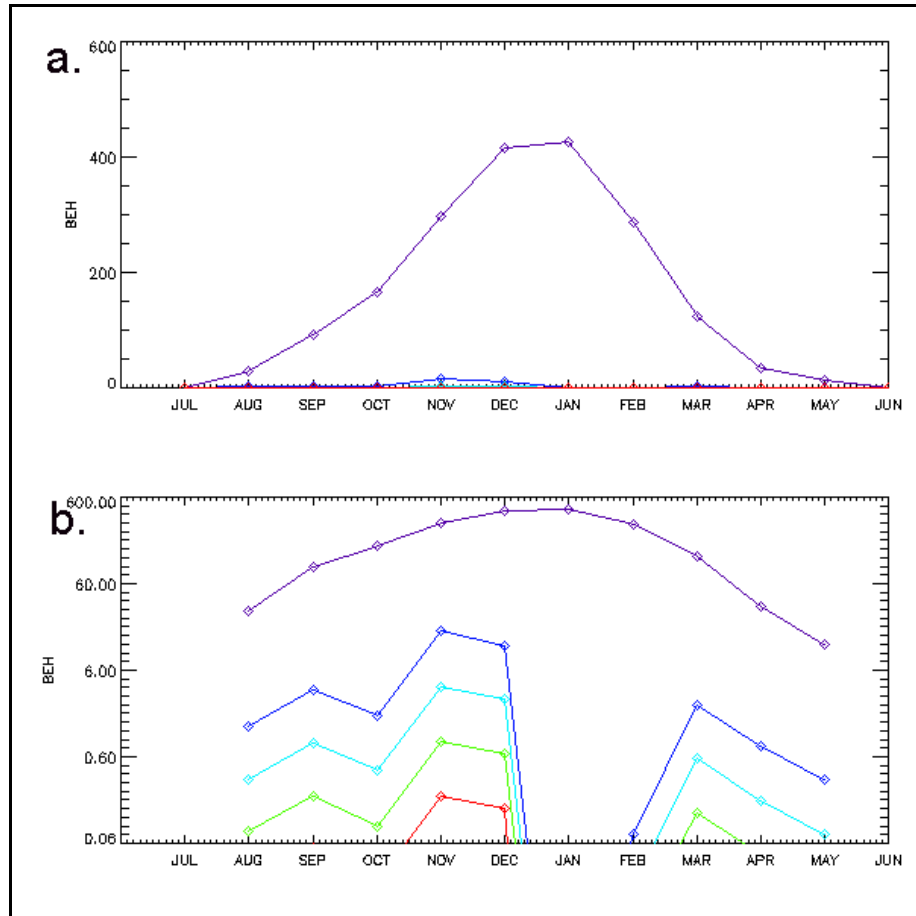 a.
600
400
200
0
BEH
JUL AUG SEP OCT NOV DEC JAN FEB MAR APR MAY JUN
b.
600.00
60.00
6.00
0.60
0.06
BEH
JUL AUG SEP OCT NOV DEC JAN FEB MAR APR MAY JUN